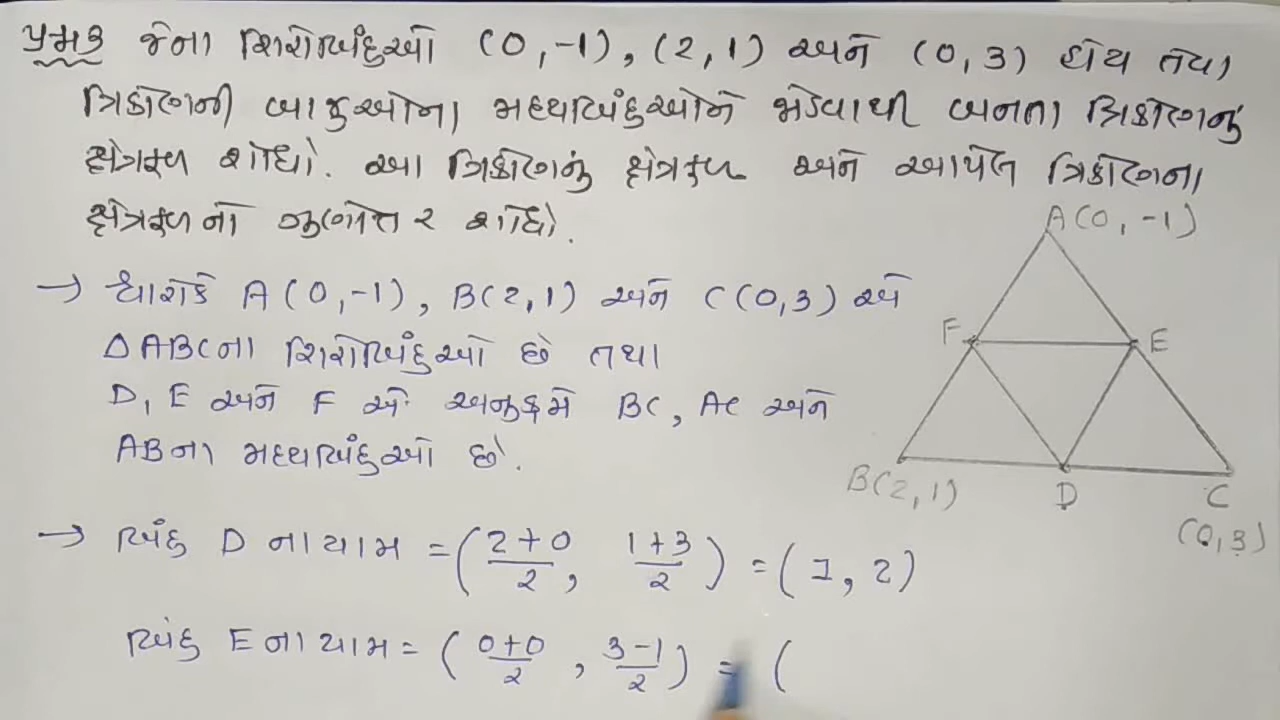 પ્રમ૩ જેના શિરોબિંદુઓ (0, -1), (2, 1) અને (0, 3) હોય તેવા
ત્રિકોણની બાજુઓના મધ્યબિંદુઓને જોડવાથી બનતા ત્રિકોણનું
ક્ષેત્રફળ શોધો. આ ત્રિકોણનું ક્ષેત્રફળ અને આપેલ ત્રિકોણના
ક્ષેત્રફળનો ગુણોત્તર શોધો.
→ ધારોકે A(0, -1), B(2, 1) અને C(0, 3) એ
△ABCના શિરોબિંદુઓ છે તથા
D, E અને F એ અનુક્રમે BC, AC અને
ABના મધ્યબિંદુઓ છે.
A(0, -1)
F
E
B(2, 1)
D
C
(0, 3)
→ બિંદુ D નાયામ = (2+0/2, 1+3/2) = (1, 2)
બિંદુ E નાયામ = (0+0/2, 3-1/2) = (